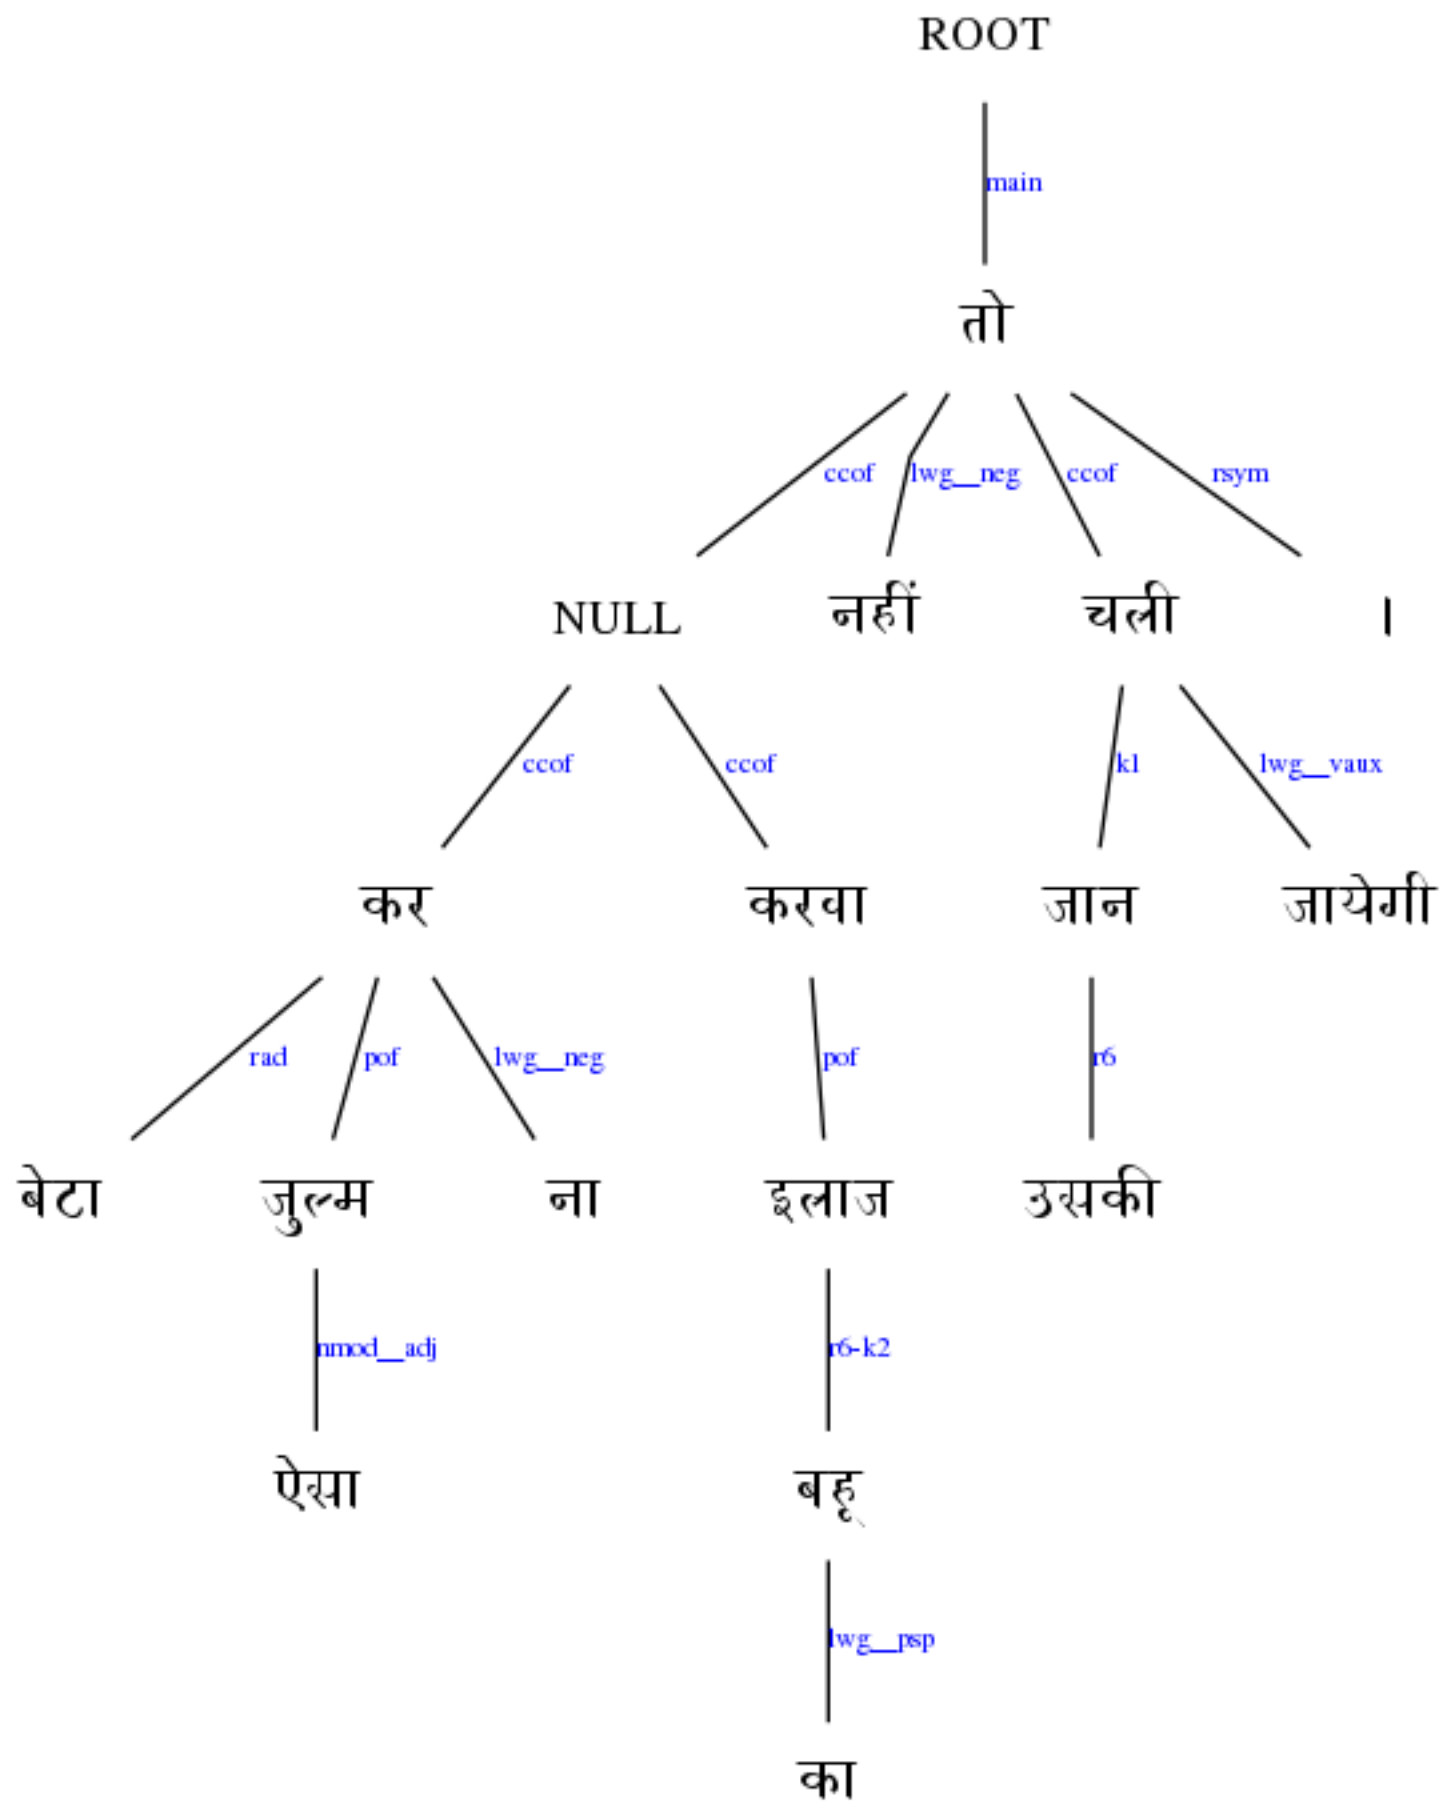 ROOT
main
तो
ccof lwg__neg ccof rsym
NULL नहीं चली ।
ccof ccof k1 lwg__vaux
कर करवा जान जायेगी
rad pof lwg__neg pof r6
बेटा जुल्म ना इलाज उसकी
nmod__adj r6-k2
ऐसा बहू
lwg__psp
का